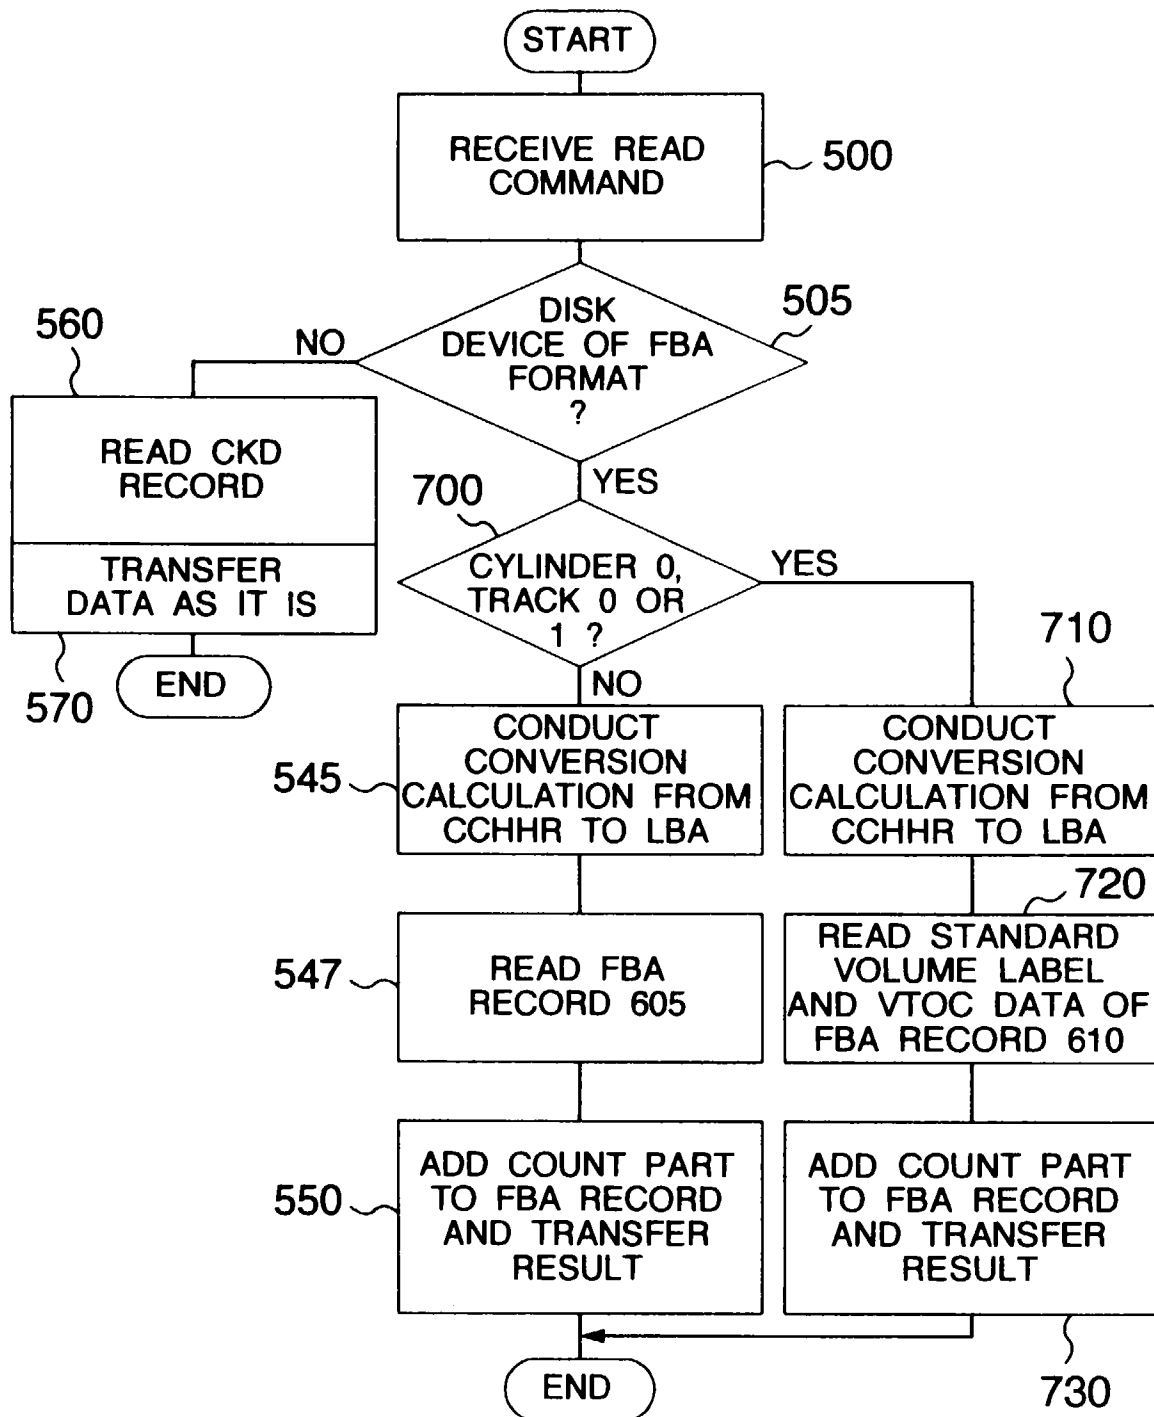 START
RECEIVE READ
COMMAND
500
DISK
DEVICE OF FBA
FORMAT
?
505
NO
560
READ CKD
RECORD
TRANSFER
DATA AS IT IS
570
END
YES
700
CYLINDER 0,
TRACK 0 OR
1 ?
YES
NO
710
545
CONDUCT
CONVERSION
CALCULATION FROM
CCHHR TO LBA
CONDUCT
CONVERSION
CALCULATION FROM
CCHHR TO LBA
720
547
READ FBA
RECORD 605
READ STANDARD
VOLUME LABEL
AND VTOC DATA OF
FBA RECORD 610
550
ADD COUNT PART
TO FBA RECORD
AND TRANSFER
RESULT
ADD COUNT PART
TO FBA RECORD
AND TRANSFER
RESULT
730
END